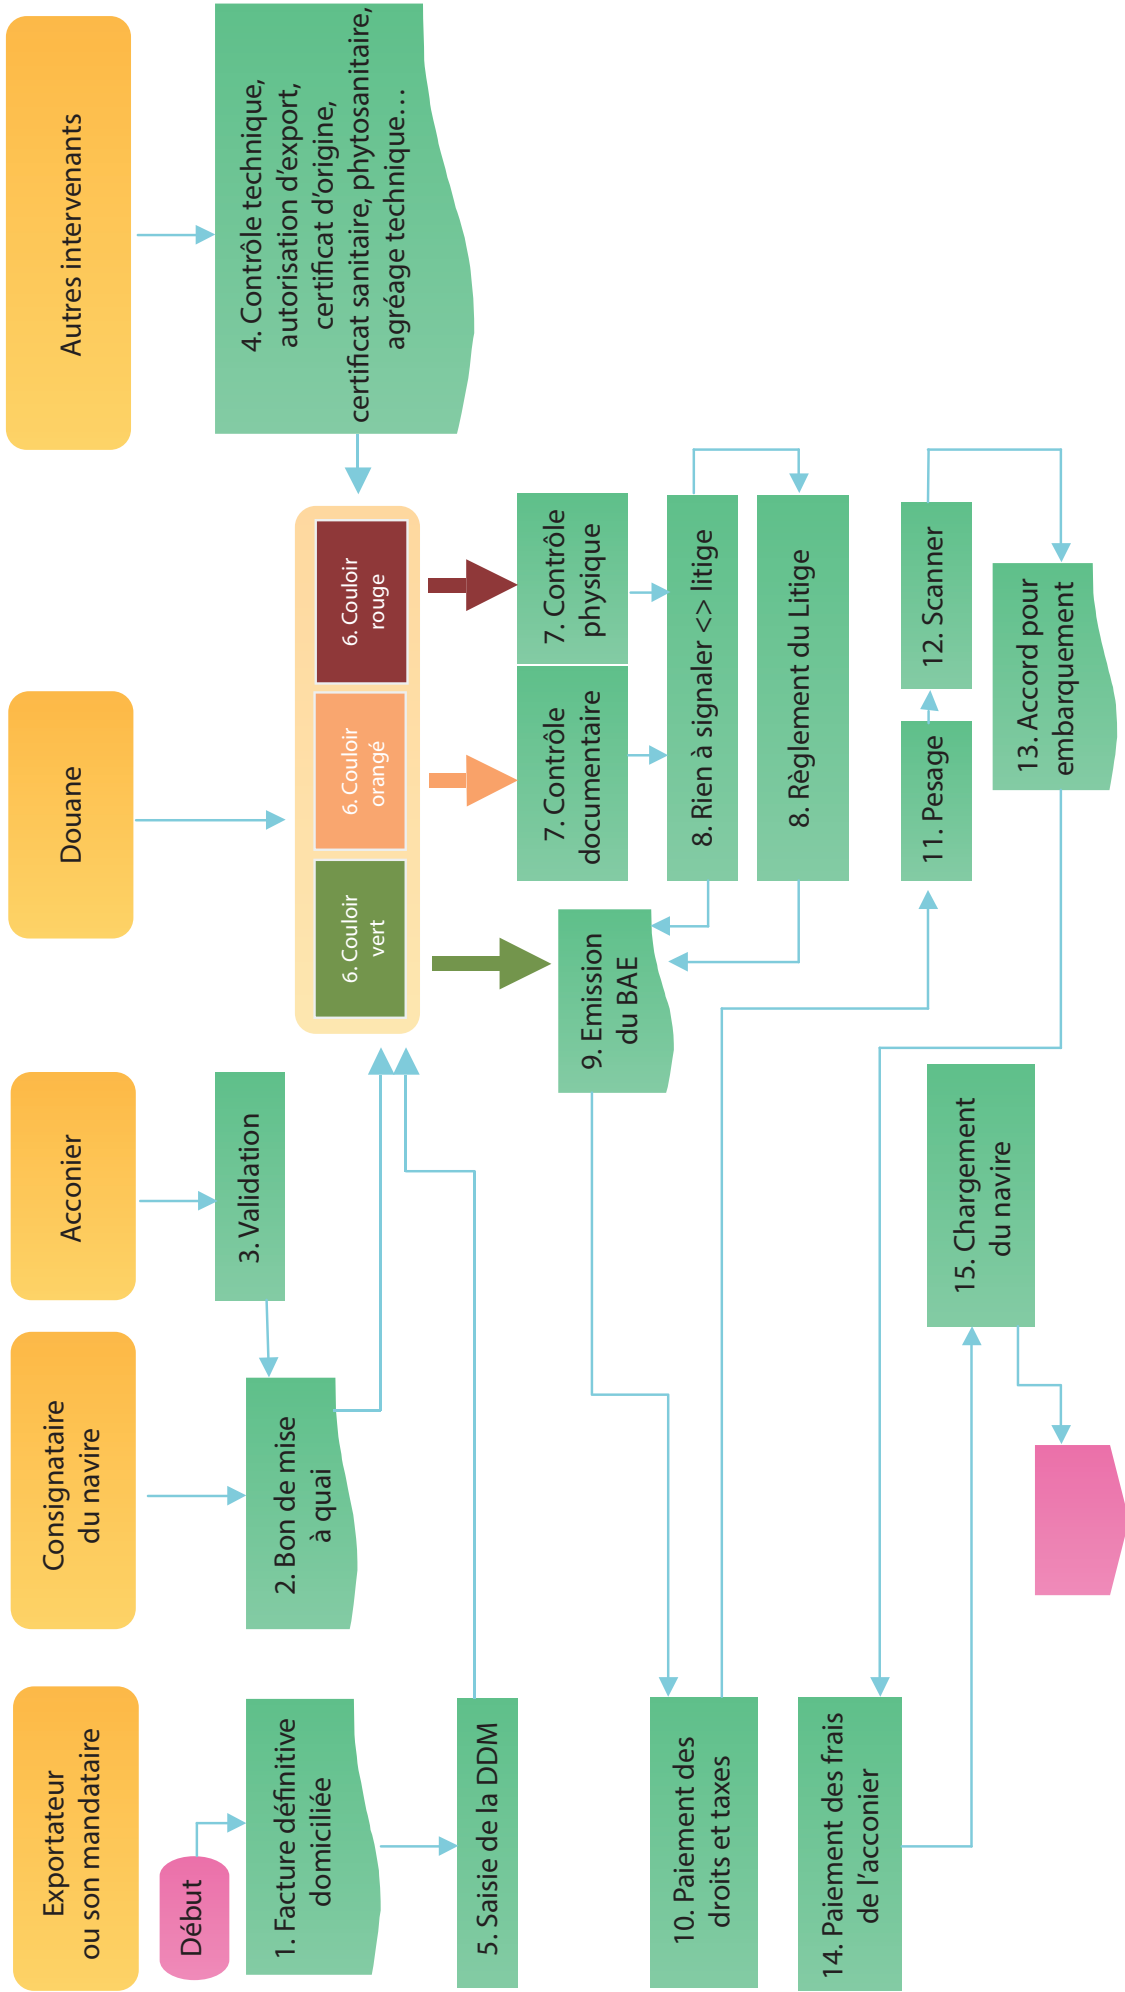 Exportateur
ou son mandataire
Consignataire
du navire
Acconier
Douane
Autres intervenants
Début
1. Facture définitive
domiciliée
2. Bon de mise
à quai
3. Validation
4. Contrôle technique,
autorisation d’export,
certificat d’origine,
certificat sanitaire, phytosanitaire,
agréage technique…
5. Saisie de la DDM
6. Couloir
vert
6. Couloir
orangé
6. Couloir
rouge
7. Contrôle
documentaire
7. Contrôle
physique
8. Rien à signaler <> litige
8. Règlement du Litige
9. Emission
du BAE
10. Paiement des
droits et taxes
11. Pesage
12. Scanner
13. Accord pour
embarquement
14. Paiement des frais
de l’acconier
15. Chargement
du navire